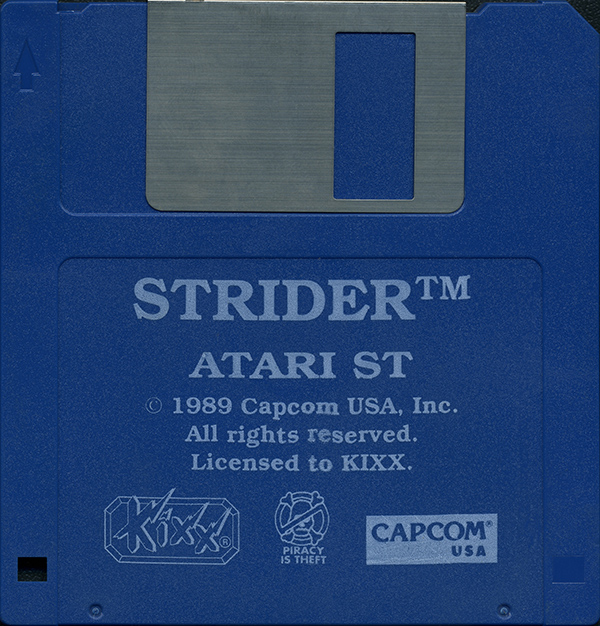 STRIDER™
ATARI ST
© 1989 Capcom USA, Inc.
All rights reserved.
Licensed to KIXX.
Kixx®
PIRACY
IS THEFT
CAPCOM®
USA